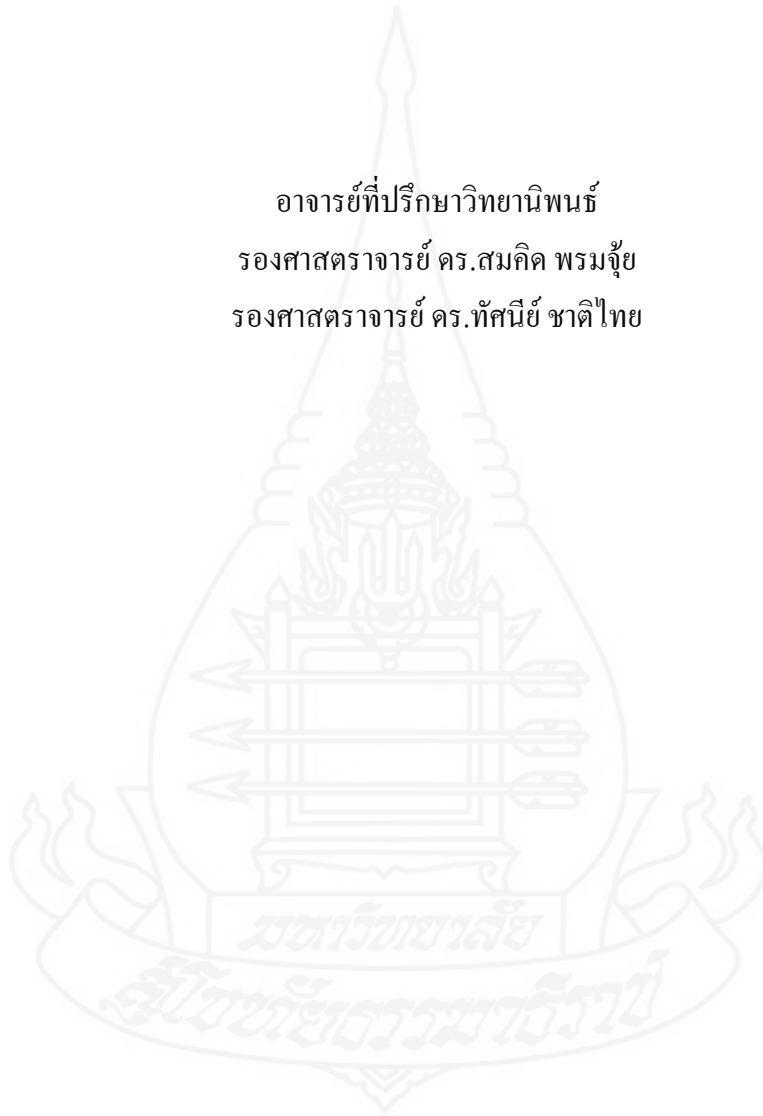 อาจารย์ที่ปรึกษาวิทยานิพนธ์
รองศาสตราจารย์ ดร.สมคิด พรมจุ้ย
รองศาสตราจารย์ ดร.ทัศนีย์ ชาติไทย
มหาวิทยาลัย
สุโขทัยธรรมาธิราช